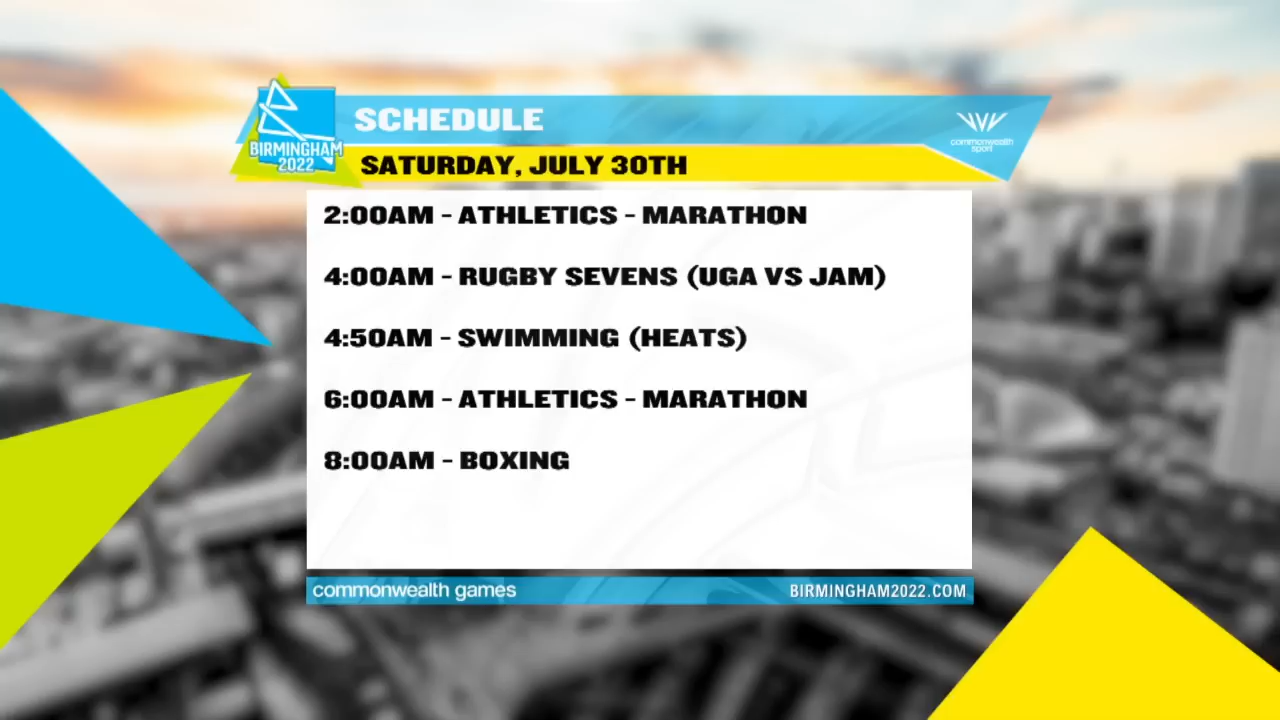 SCHEDULE
BIRMINGHAM
2022
commonwealth
sport
SATURDAY, JULY 30TH
2:00AM - ATHLETICS - MARATHON
4:00AM - RUGBY SEVENS (UGA VS JAM)
4:50AM - SWIMMING (HEATS)
6:00AM - ATHLETICS - MARATHON
8:00AM - BOXING
commonwealth games
BIRMINGHAM2022.COM